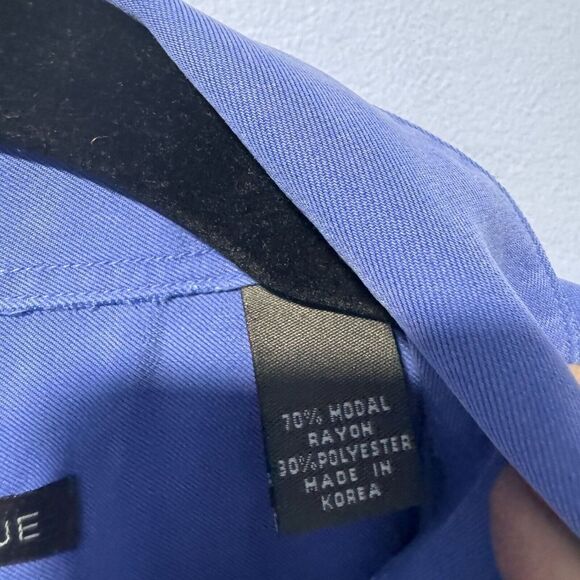 70% MODAL
RAYON
30% POLYESTER
MADE IN
KOREA
UE